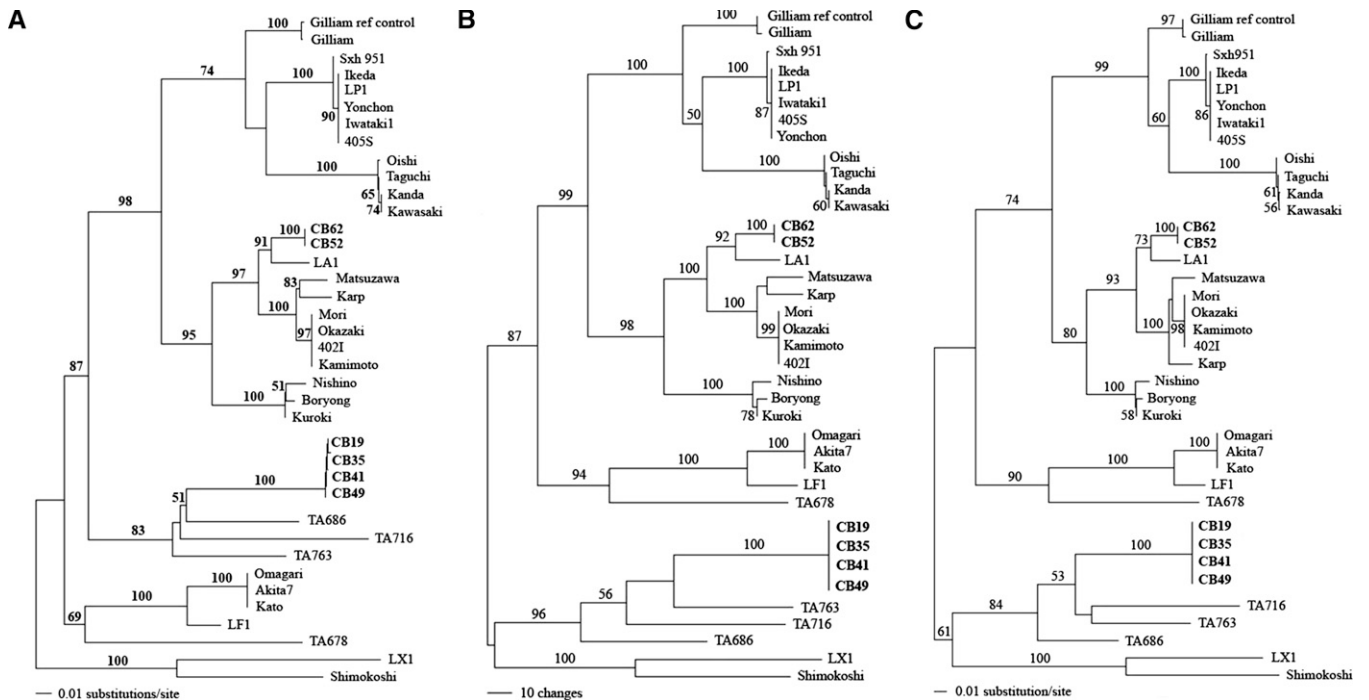 A
100
Gilliam ref control
Gilliam
74
Sxh 951
100
Ikeda
LP1
Yonchon
90
Iwataki1
405S
Oishi
100
Taguchi
65
Kanda
74
Kawasaki
98
100
CB62
91
CB52
LA1
97
83
Matsuzawa
Karp
100
Mori
97
Okazaki
402I
Kamimoto
95
51
Nishino
100
Boryong
Kuroki
87
CB19
CB35
100
CB41
51
CB49
TA686
83
TA716
TA763
100
Omagari
Akita7
100
Kato
69
LF1
TA678
100
LX1
Shimokoshi
0.01 substitutions/site
B
100
Gilliam ref control
Gilliam
100
Sxh 951
100
Ikeda
LP1
Iwataki1
50
87
405S
Yonchon
Oishi
100
Taguchi
Kanda
60
Kawasaki
99
100
CB62
92
CB52
LA1
100
Matsuzawa
Karp
100
Mori
99
Okazaki
Kamimoto
402I
98
Nishino
100
Boryong
78
Kuroki
87
Omagari
100
Akita7
100
Kato
94
LF1
TA678
CB19
100
CB35
CB41
CB49
56
TA763
96
TA716
TA686
100
LX1
Shimokoshi
10 changes
C
97
Gilliam ref control
Gilliam
99
Sxh951
100
Ikeda
LP1
Yonchon
60
86
Iwataki1
405S
Oishi
100
Taguchi
61
Kanda
56
Kawasaki
74
100
CB62
73
CB52
LA1
93
Matsuzawa
Mori
Okazaki
100
98
Kamimoto
402I
Karp
80
Nishino
100
Boryong
58
Kuroki
100
Omagari
Akita7
100
Kato
90
LF1
TA678
CB19
100
CB35
CB41
53
CB49
84
TA716
TA763
61
TA686
100
LX1
Shimokoshi
0.01 substitution/site